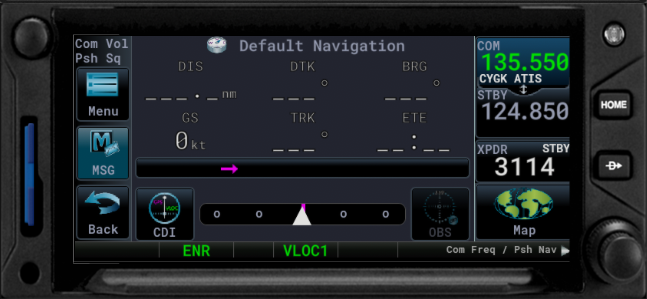 Com Vol
Psh Sq
Default Navigation
COM
135.550
CYGK ATIS
STBY
124.850
HOME
DIS
DTK
BRG
___._nm
___°
___°
Menu
GS
TRK
ETE
0kt
___°
__:__
MSG
XPDR
STBY
3114
D
Back
CDI
OBS
Map
ENR
VLOC1
Com Freq / Psh Nav